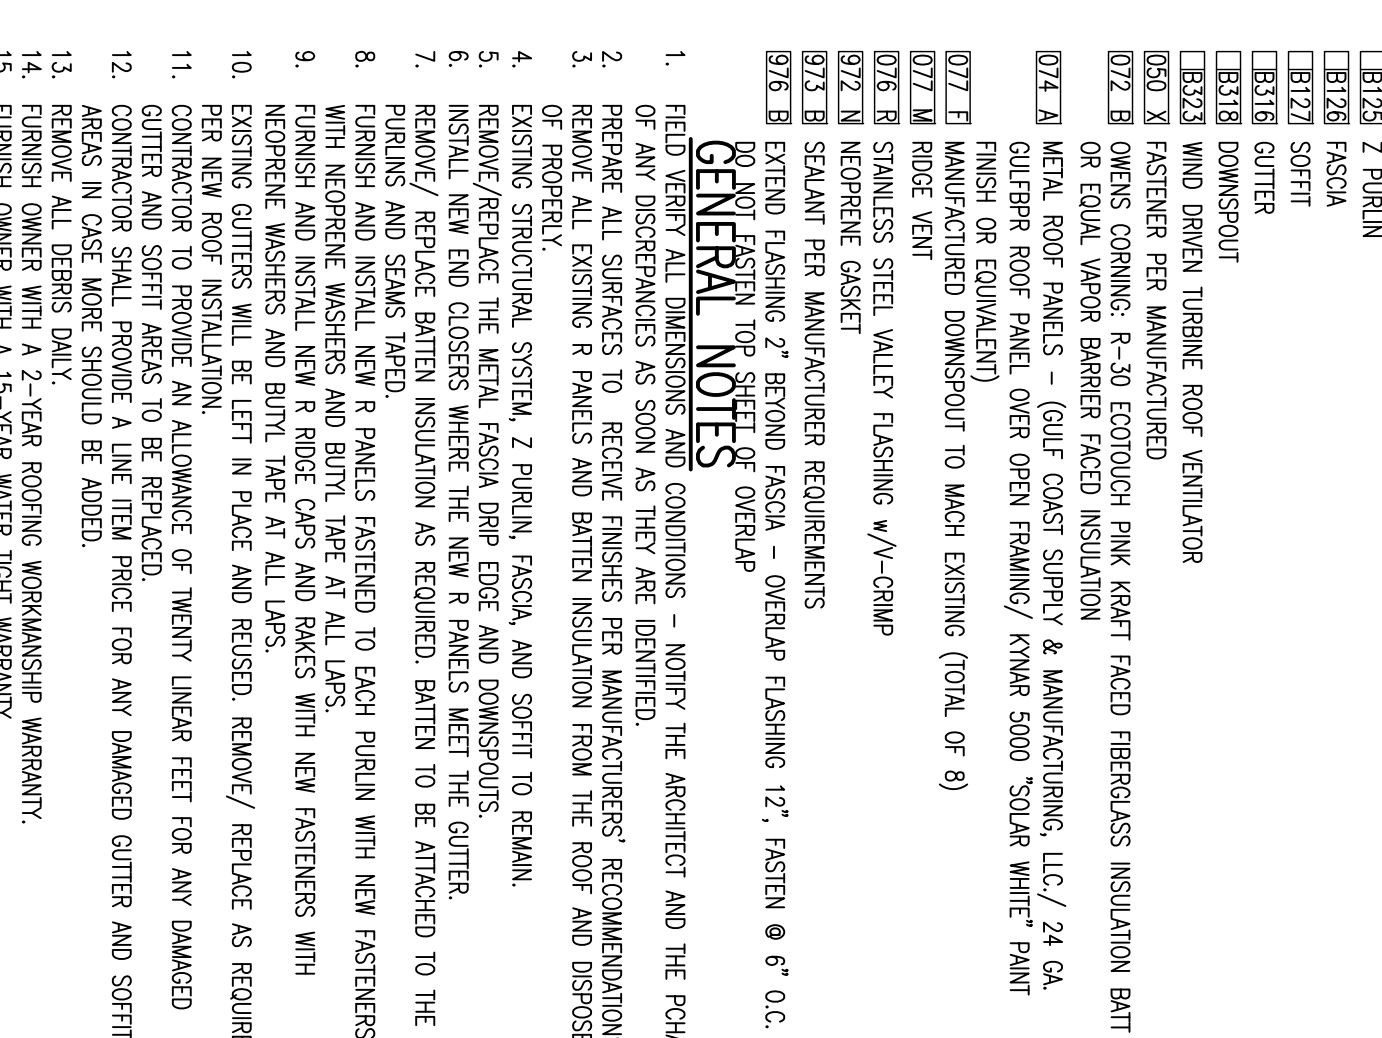 B125 Z PURLIN
B126 FASCIA
B127 SOFFIT
B316 GUTTER
B318 DOWNSPOUT
B323 WIND DRIVEN TURBINE ROOF VENTILATOR
050 X FASTENER PER MANUFACTURED
072 B OWENS CORNING: R-30 ECOTOUCH PINK KRAFT FACED FIBERGLASS INSULATION BATT
OR EQUAL VAPOR BARRIER FACED INSULATION
074 A METAL ROOF PANELS - (GULF COAST SUPPLY & MANUFACTURING, LLC./ 24 GA.
GULFBPR ROOF PANEL OVER OPEN FRAMING/ KYNAR 5000 "SOLAR WHITE" PAINT
FINISH OR EQUIVALENT)
077 F MANUFACTURED DOWNSPOUT TO MACH EXISTING (TOTAL OF 8)
077 M RIDGE VENT
076 R STAINLESS STEEL VALLEY FLASHING w/V-CRIMP
972 N NEOPRENE GASKET
973 B SEALANT PER MANUFACTURER REQUIREMENTS
976 B EXTEND FLASHING 2" BEYOND FASCIA - OVERLAP FLASHING 12", FASTEN @ 6" O.C.
DO NOT FASTEN TOP SHEET OF OVERLAP
GENERAL NOTES
1. FIELD VERIFY ALL DIMENSIONS AND CONDITIONS - NOTIFY THE ARCHITECT AND THE PCHA
OF ANY DISCREPANCIES AS SOON AS THEY ARE IDENTIFIED.
2. PREPARE ALL SURFACES TO RECEIVE FINISHES PER MANUFACTURERS' RECOMMENDATION
3. REMOVE ALL EXISTING R PANELS AND BATTEN INSULATION FROM THE ROOF AND DISPOSE
OF PROPERLY.
4. EXISTING STRUCTURAL SYSTEM, Z PURLIN, FASCIA, AND SOFFIT TO REMAIN.
5. REMOVE/REPLACE THE METAL FASCIA DRIP EDGE AND DOWNSPOUTS.
6. INSTALL NEW END CLOSERS WHERE THE NEW R PANELS MEET THE GUTTER.
7. REMOVE/ REPLACE BATTEN INSULATION AS REQUIRED. BATTEN TO BE ATTACHED TO THE
PURLINS AND SEAMS TAPED.
8. FURNISH AND INSTALL NEW R PANELS FASTENED TO EACH PURLIN WITH NEW FASTENERS
WITH NEOPRENE WASHERS AND BUTYL TAPE AT ALL LAPS.
9. FURNISH AND INSTALL NEW R RIDGE CAPS AND RAKES WITH NEW FASTENERS WITH
NEOPRENE WASHERS AND BUTYL TAPE AT ALL LAPS.
10. EXISTING GUTTERS WILL BE LEFT IN PLACE AND REUSED. REMOVE/ REPLACE AS REQUIRE
PER NEW ROOF INSTALLATION.
11. CONTRACTOR TO PROVIDE AN ALLOWANCE OF TWENTY LINEAR FEET FOR ANY DAMAGED
GUTTER AND SOFFIT AREAS TO BE REPLACED.
12. CONTRACTOR SHALL PROVIDE A LINE ITEM PRICE FOR ANY DAMAGED GUTTER AND SOFFIT
AREAS IN CASE MORE SHOULD BE ADDED.
13. REMOVE ALL DEBRIS DAILY.
14. FURNISH OWNER WITH A 2-YEAR ROOFING WORKMANSHIP WARRANTY.
15. FURNISH OWNER WITH A 15-YEAR WATER TIGHT WARRANTY